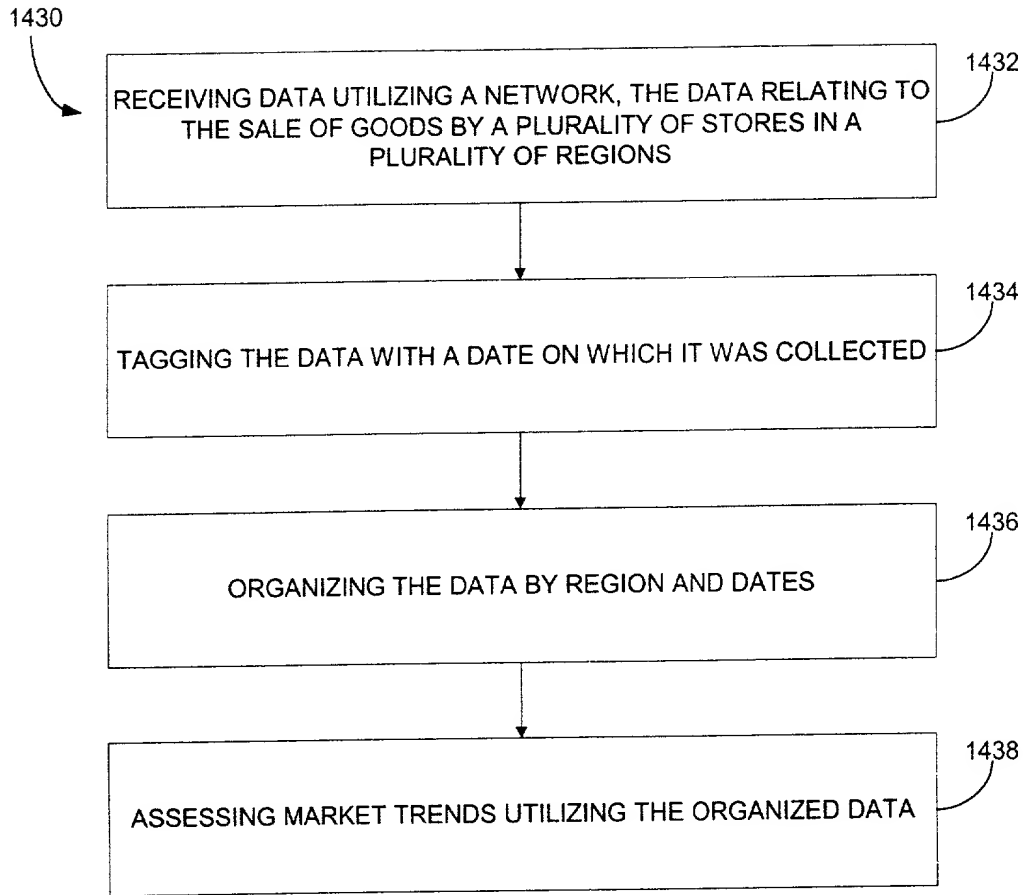 1430
1432
RECEIVING DATA UTILIZING A NETWORK, THE DATA RELATING TO
THE SALE OF GOODS BY A PLURALITY OF STORES IN A
PLURALITY OF REGIONS
1434
TAGGING THE DATA WITH A DATE ON WHICH IT WAS COLLECTED
1436
ORGANIZING THE DATA BY REGION AND DATES
1438
ASSESSING MARKET TRENDS UTILIZING THE ORGANIZED DATA